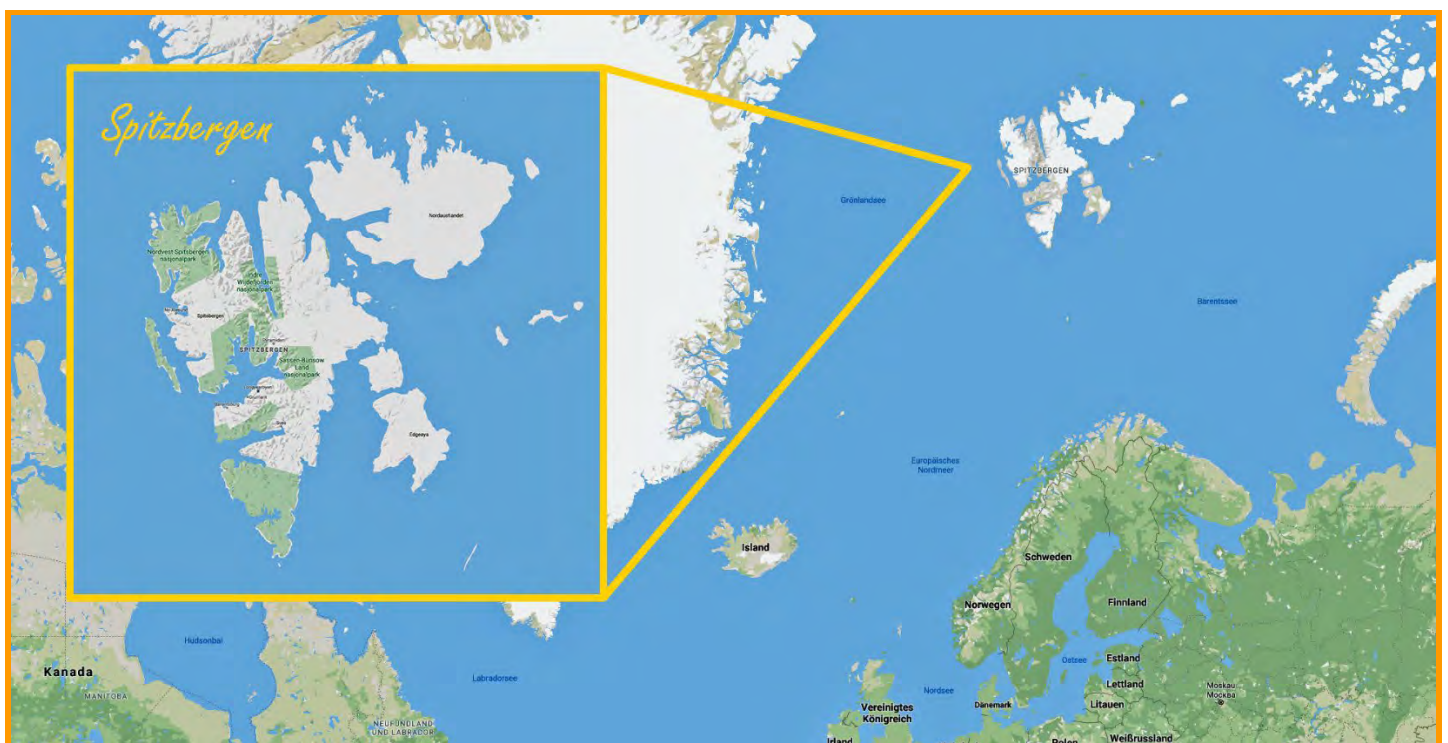 Spitzbergen
Nordaustlandet
Nordvest-Spitsbergen
nasjonalpark
Indre
Wijdefjorden
nasjonalpark
Spitsbergen
SPITZBERGEN
Sassen-Bünsow
Land
nasjonalpark
Edgeøya
SPITZBERGEN
Grönlandsee
Barentssee
Europäisches
Nordmeer
Island
Schweden
Norwegen
Finnland
Hudsonbai
Kanada
MANITOBA
Labradorsee
NEUFUNDLAND
UND LABRADOR
Ostsee
Estland
Lettland
Litauen
Moskau
Москва
Nordsee
Dänemark
Vereinigtes
Königreich
Irland
Polen
Weißrussland